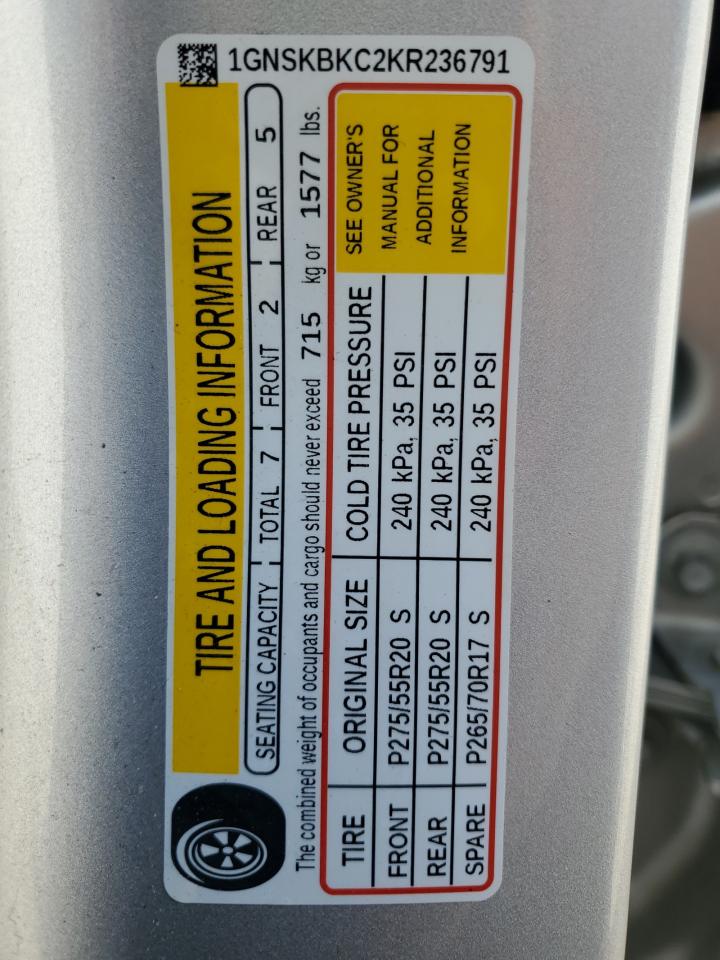 1GNSKBKC2KR236791
TIRE AND LOADING INFORMATION
SEATING CAPACITY TOTAL 7 FRONT 2 REAR 5
The combined weight of occupants and cargo should never exceed 715 kg or 1577 lbs.
TIRE ORIGINAL SIZE COLD TIRE PRESSURE
FRONT P275/55R20 S 240 kPa, 35 PSI
REAR P275/55R20 S 240 kPa, 35 PSI
SPARE P265/70R17 S 240 kPa, 35 PSI
SEE OWNER'S
MANUAL FOR
ADDITIONAL
INFORMATION